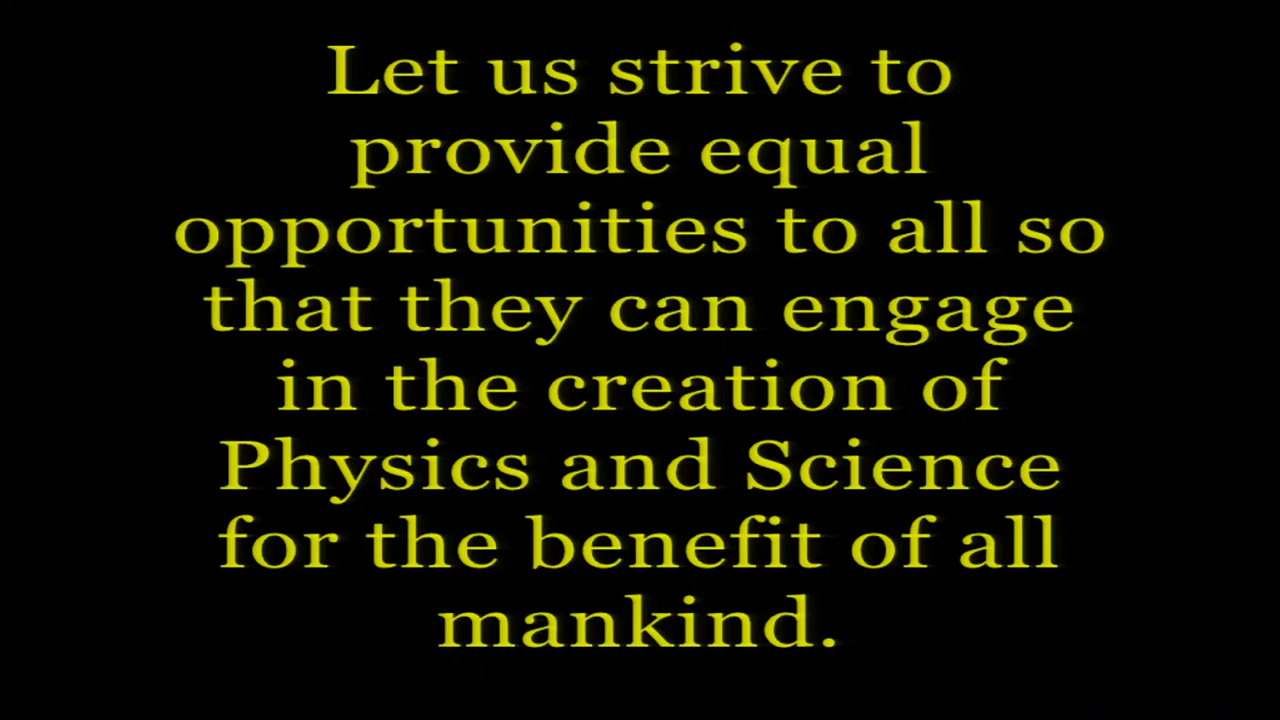 Let us strive to
provide equal
opportunities to all so
that they can engage
in the creation of
Physics and Science
for the benefit of all
mankind.